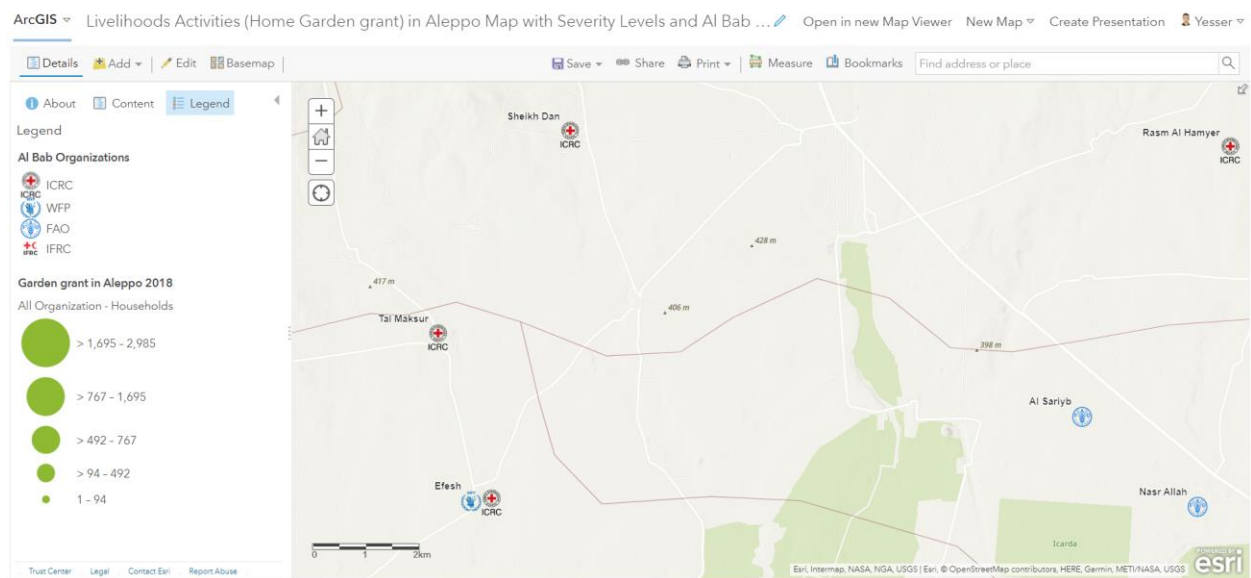 ArcGIS Livelihoods Activities (Home Garden grant) in Aleppo Map with Severity Levels and Al Bab ... Open in new Map Viewer New Map Create Presentation Yesser
Details Add Edit Basemap Save Share Print Measure Bookmarks Find address or place
About Content Legend
Legend
Al Bab Organizations
ICRC ICRC
WFP
FAO
IFRC IFRC
Garden grant in Aleppo 2018
All Organization - Households
> 1,695 - 2,985
> 767 - 1,695
> 492 - 767
> 94 - 492
1 - 94
Trust Center Legal Contact Esri Report Abuse
Sheikh Dan
ICRC
Rasm Al Hamyer
ICRC
428 m
417 m
406 m
Tal Maksur
ICRC
398 m
Al Sariyb
Efesh
ICRC
Nasr Allah
Icarda
0 1 2km
Esri, Intermap, NASA, NGA, USGS | Esri, © OpenStreetMap contributors, HERE, Garmin, METI/NASA, USGS
POWERED BY
esri